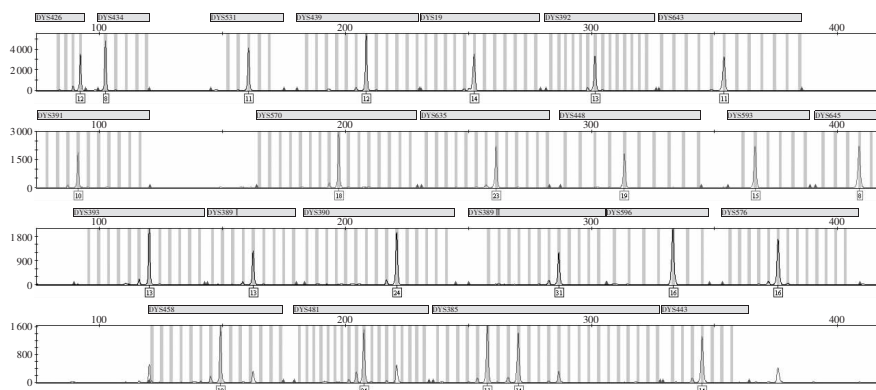 DYS426 DYS434 DYS531 DYS439 DYS19 DYS392 DYS643
100 200 300 400
4000
2000
0
12 8 11 12 14 13 11
DYS391 DYS570 DYS635 DYS448 DYS593 DYS645
100 200 300 400
3000
1500
0
10 18 23 19 15 8
DYS393 DYS389 I DYS390 DYS389 II DYS596 DYS576
100 200 300 400
1800
900
0
13 13 24 31 16 16
DYS458 DYS481 DYS385 DYS443
100 200 300 400
1600
800
0